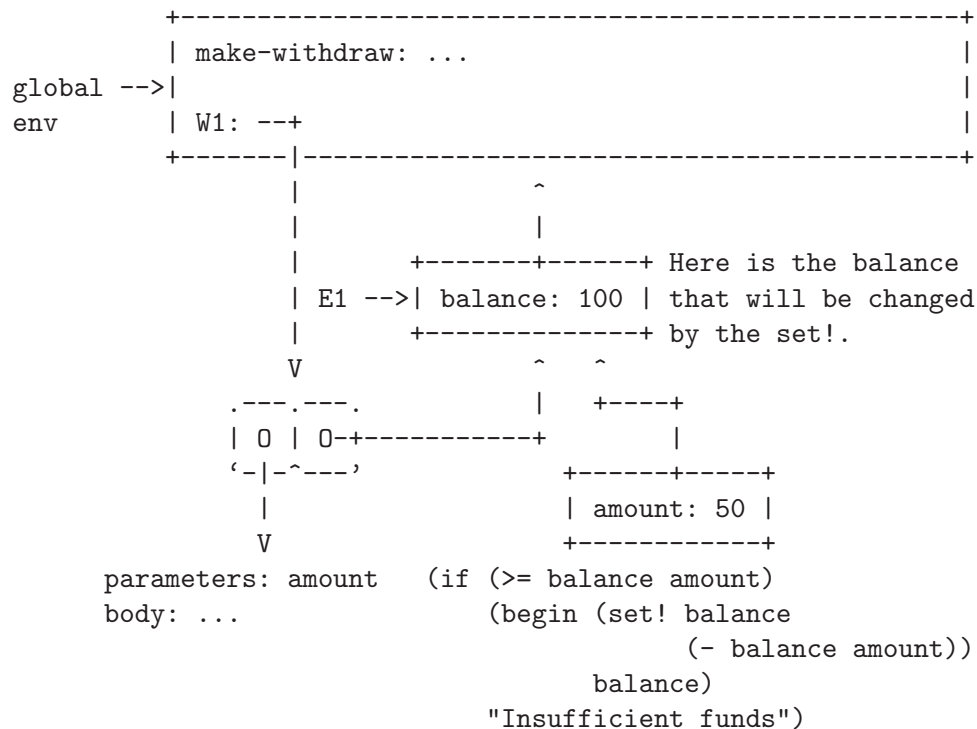 +-------------------------------------------------+
          | make-withdraw: ...                              |
global -->|                                                 |
env       | W1: --+                                         |
          +-------|-----------------------------------------+
                  |               ^
                  |               |
                  |       +-------+------+ Here is the balance
                  | E1 -->| balance: 100 | that will be changed
                  |       +--------------+ by the set!.
                  V               ^   ^
              .---.---.           |   +----+
              | O | O-+-----------+        |
              ‘-|-^---’             +------+-----+
                |                   | amount: 50 |
                V                   +------------+
      parameters: amount   (if (>= balance amount)
      body: ...                (begin (set! balance
                                            (- balance amount))
                                      balance)
                               "Insufficient funds")